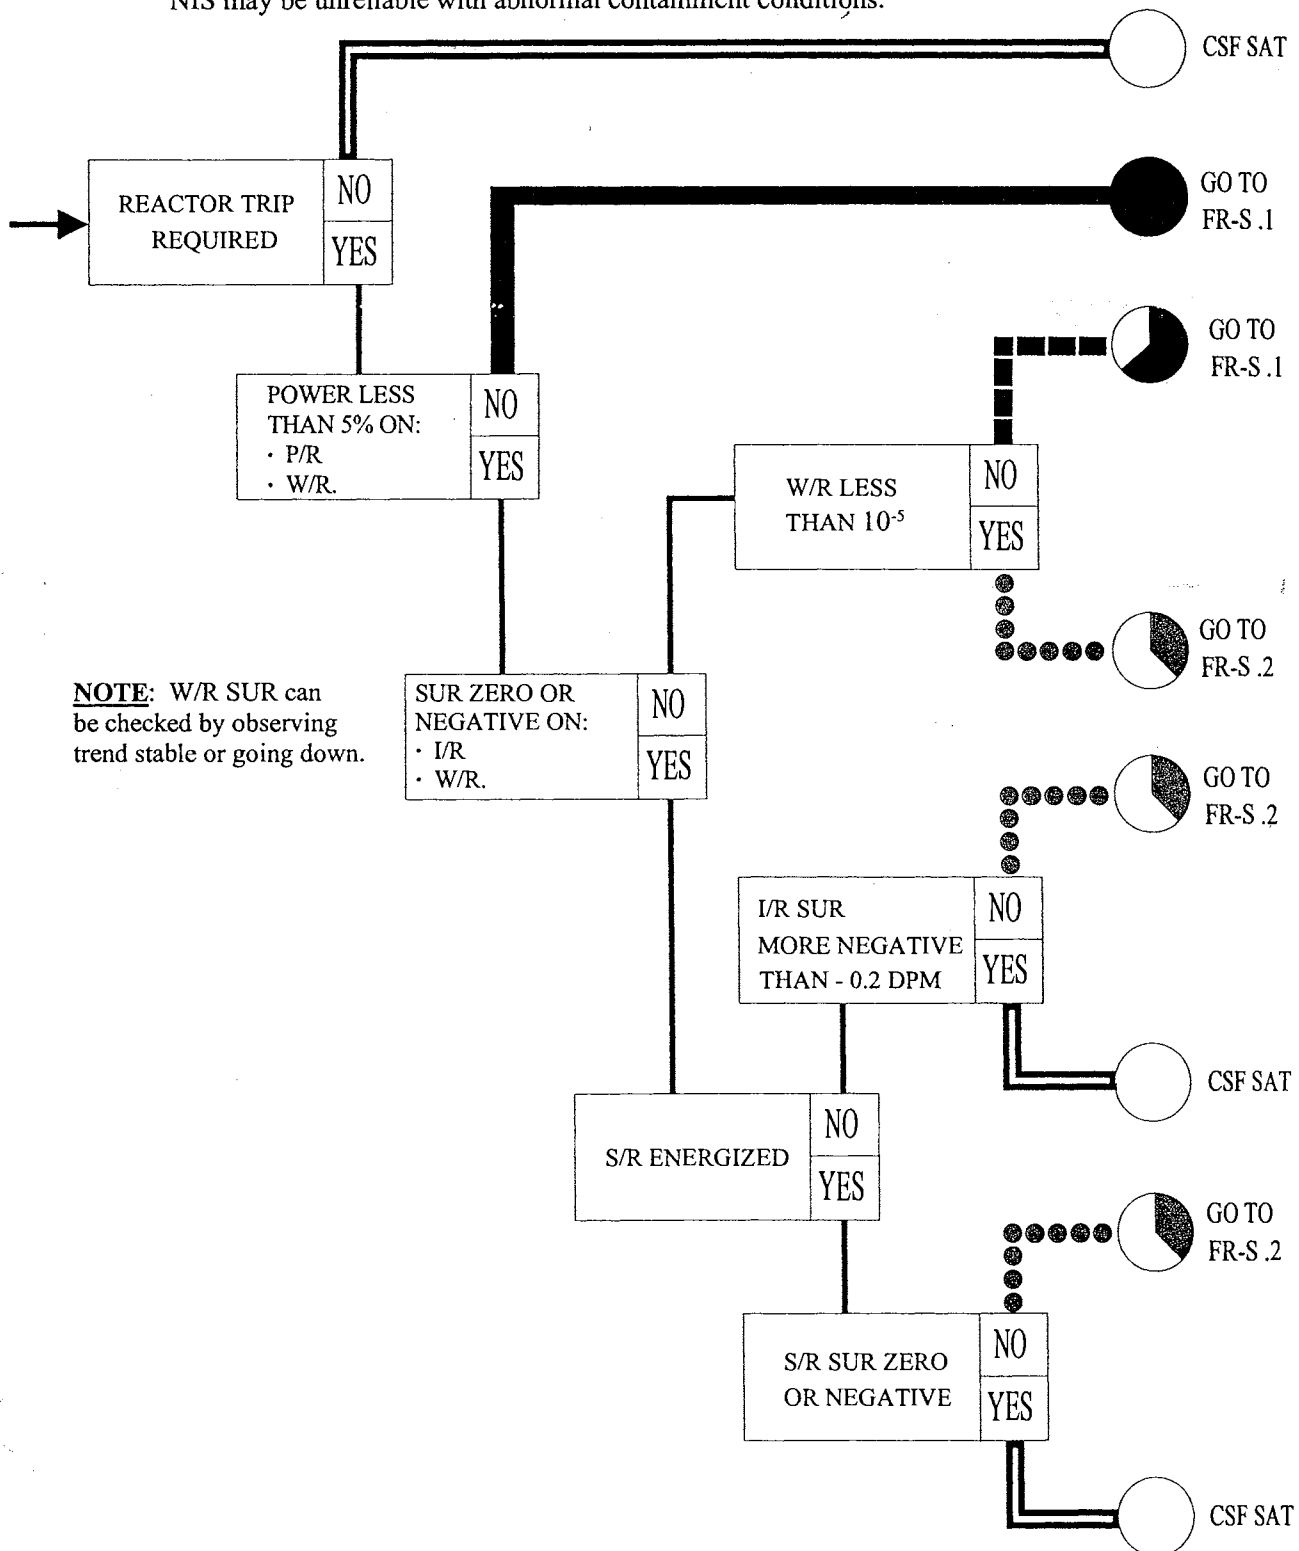 NIS may be unreliable with abnormal containment conditions.
CSF SAT
REACTOR TRIP
REQUIRED
NO
YES
GO TO
FR-S .1
POWER LESS
THAN 5% ON:
· P/R
· W/R.
NO
YES
GO TO
FR-S .1
W/R LESS
THAN 10⁻⁵
NO
YES
GO TO
FR-S .2
NOTE: W/R SUR can
be checked by observing
trend stable or going down.
SUR ZERO OR
NEGATIVE ON:
· I/R
· W/R.
NO
YES
GO TO
FR-S .2
I/R SUR
MORE NEGATIVE
THAN - 0.2 DPM
NO
YES
CSF SAT
S/R ENERGIZED
NO
YES
GO TO
FR-S .2
S/R SUR ZERO
OR NEGATIVE
NO
YES
CSF SAT